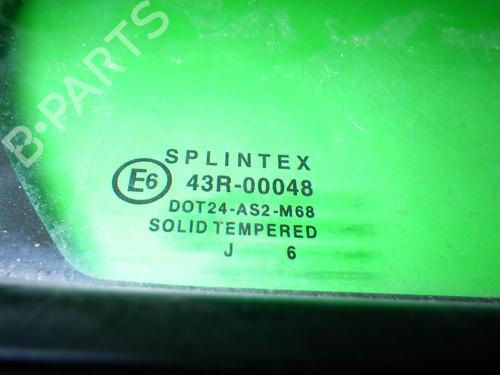 B-PARTS
SPLINTEX
E6 43R-00048
DOT24-AS2-M68
SOLID TEMPERED
J 6